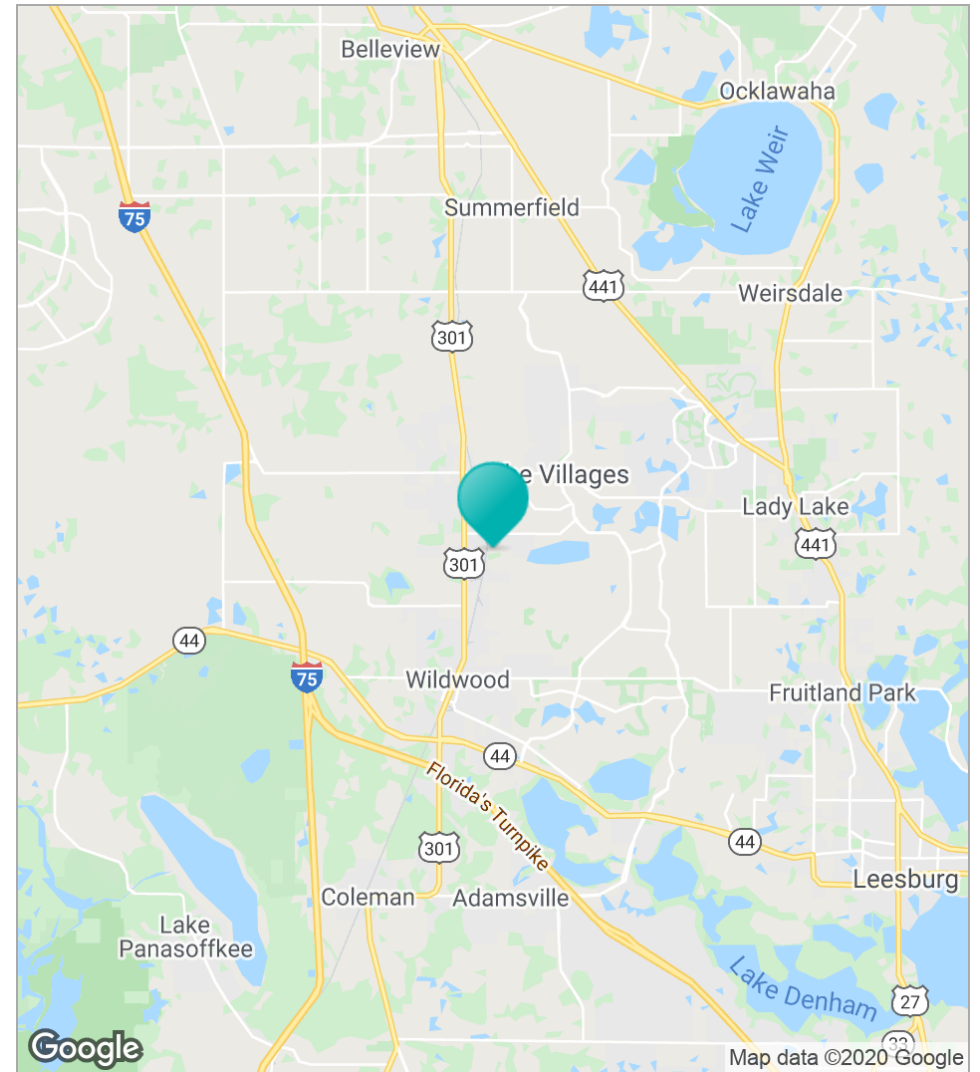 Belleview
Ocklawaha
Lake Weir
75
Summerfield
441
Weirsdale
301
Villages
Lady Lake
441
301
44
75
Wildwood
Fruitland Park
44
Florida's Turnpike
44
301
Leesburg
Coleman
Adamsville
Lake
Panasoffkee
Lake Denham
27
33
Google
Map data ©2020 Google